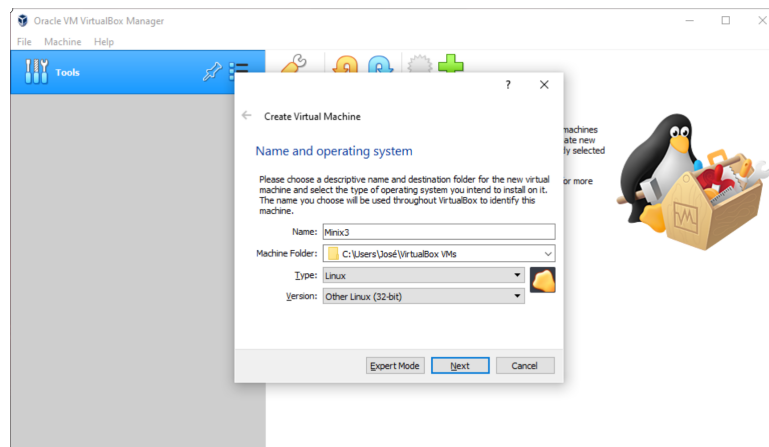 Oracle VM VirtualBox Manager
File Machine Help
Tools
?
Create Virtual Machine
Name and operating system
machines
ate new
ly selected
or more
Please choose a descriptive name and destination folder for the new virtual
machine and select the type of operating system you intend to install on it.
The name you choose will be used throughout VirtualBox to identify this
machine.
Name: Minix3
Machine Folder: C:\Users\José\VirtualBox VMs
Type: Linux
Version: Other Linux (32-bit)
Expert Mode Next Cancel